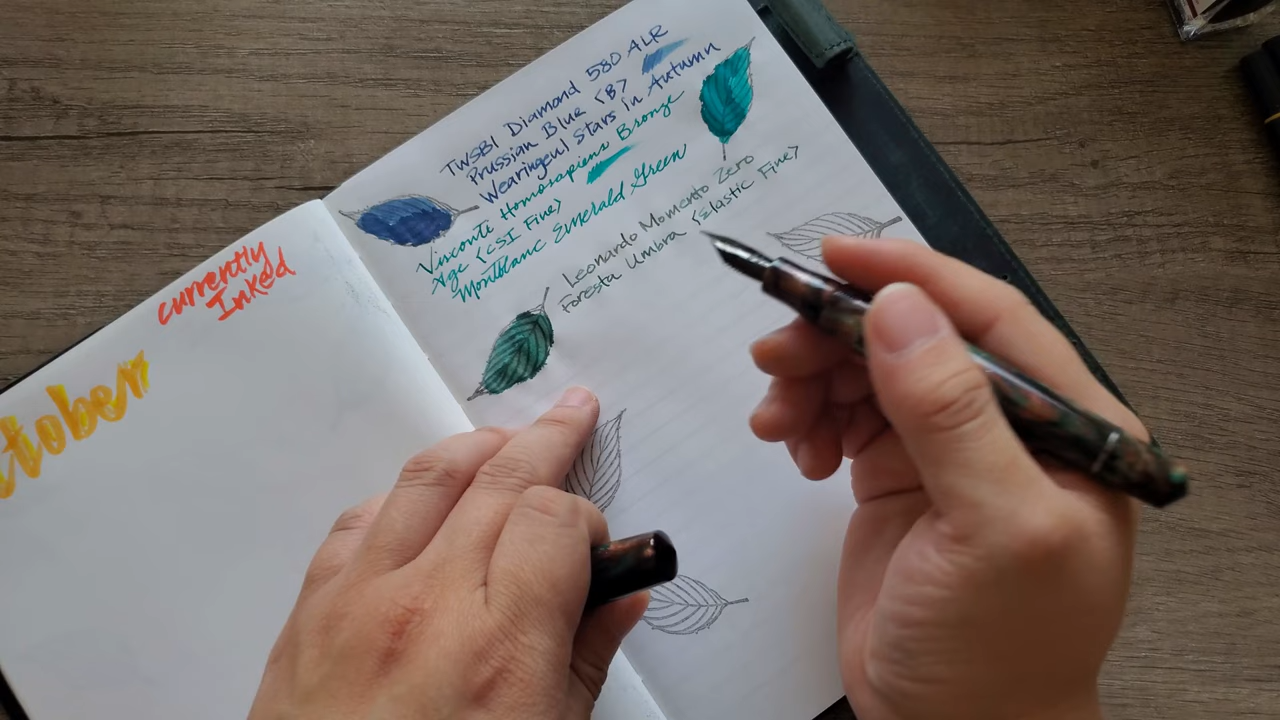 currently
Inked
tober
TWSBI Diamond 580 ALR
Prussian Blue <B>
Wearingeul Stars in Autumn
Visconti Homosapiens Bronze
Age <CSI Fine>
Montblanc Emerald Green
Leonardo Momento Zero
Foresta Umbra <Elastic Fine>